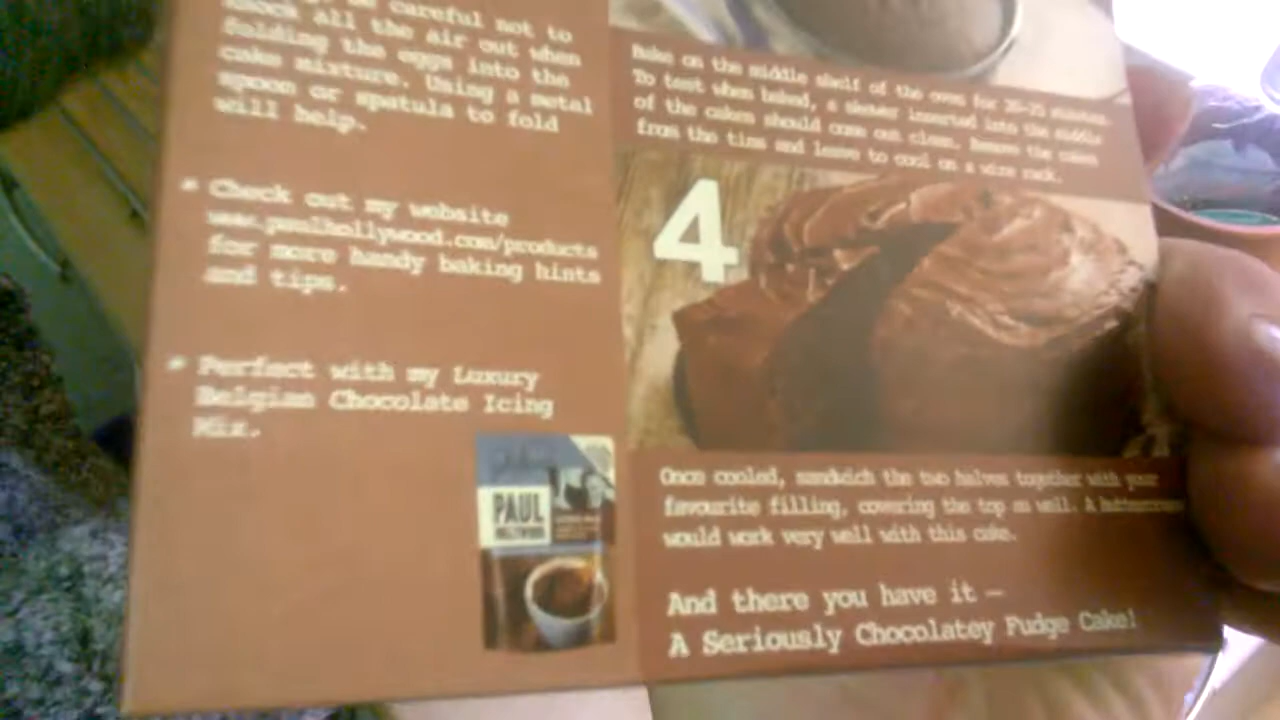 careful not to
knock all the air out when
folding the eggs into the
cake mixture. Using a metal
spoon or spatula to fold
will help.
* Check out my website
www.paulhollywood.com/products
for more handy baking hints
and tips.
* Perfect with my Luxury
Belgian Chocolate Icing
Mix.
PAUL
HOLLYWOOD
Bake on the middle shelf of the oven for minutes.
To test when baked, a skewer inserted into the middle
of the cakes should come out clean. Remove the cakes
from the tins and leave to cool on a wire rack.
4
Once cooled, sandwich the two halves together with your
favourite filling, covering the top as well. A buttercream
would work very well with this cake.
And there you have it –
A Seriously Chocolatey Fudge Cake!